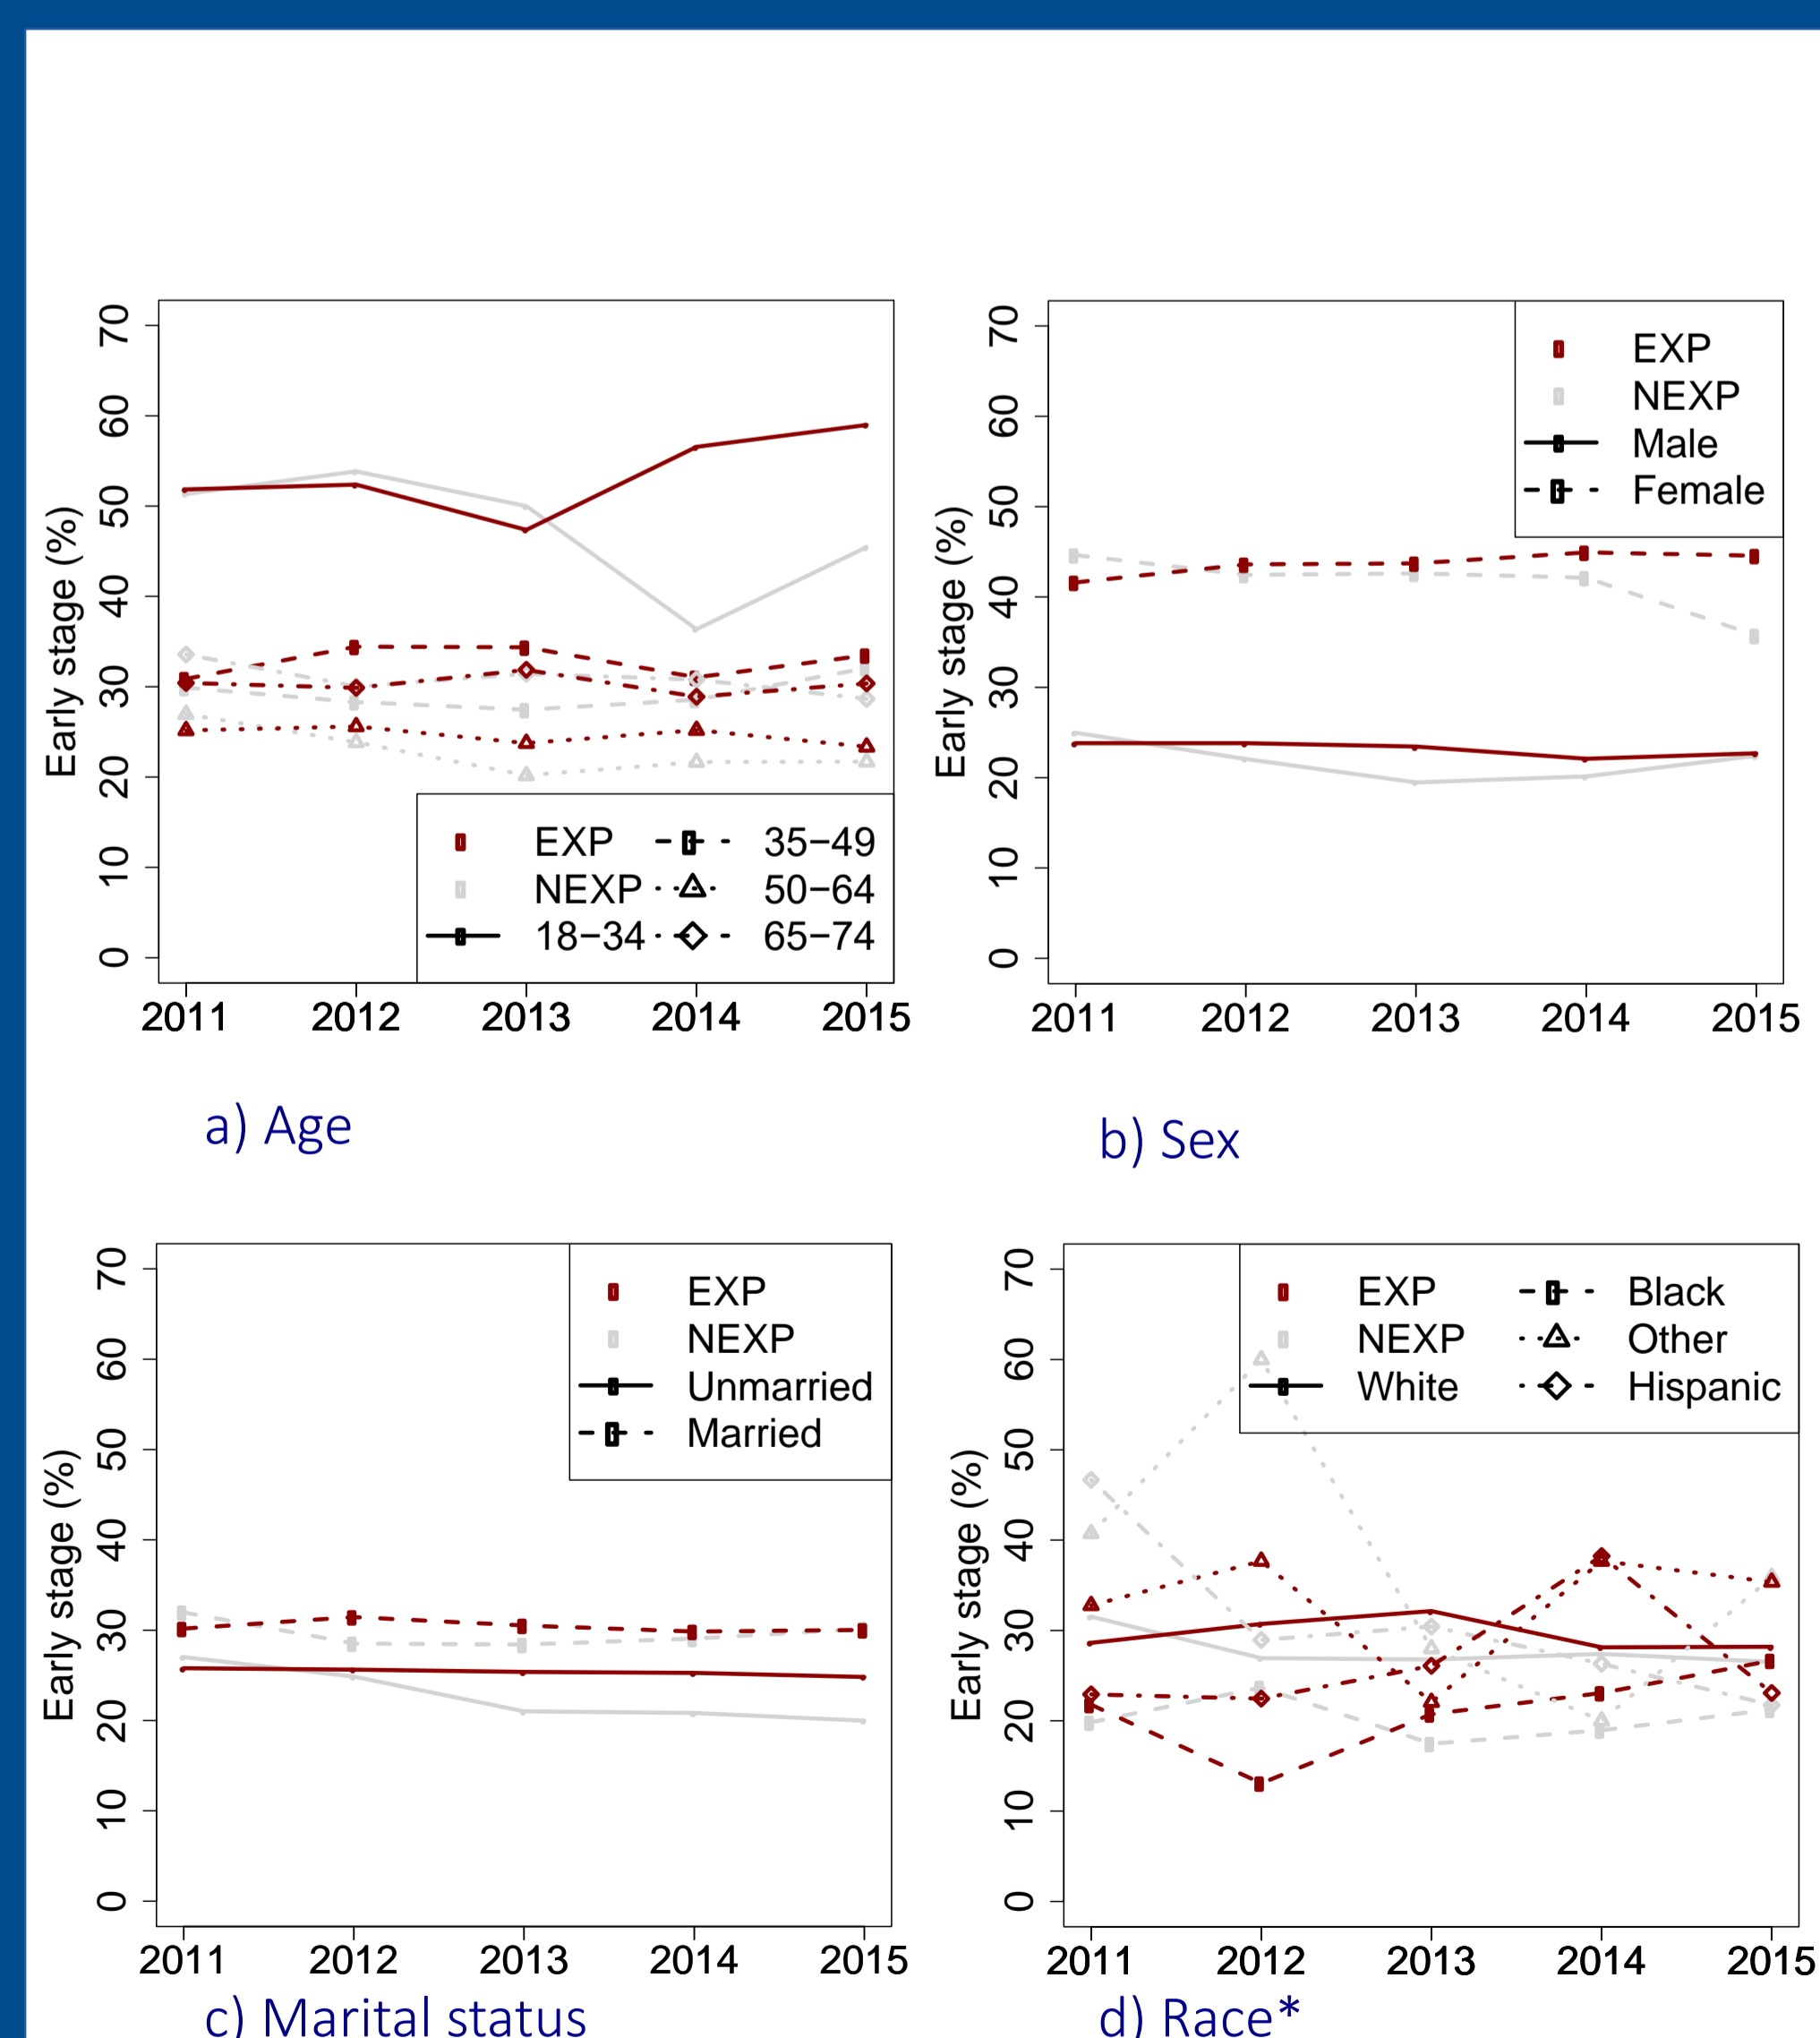 Early stage (%)
70
60
50
40
30
20
10
0
EXP
NEXP
18−34
35−49
50−64
65−74
2011 2012 2013 2014 2015
a) Age
Early stage (%)
70
60
50
40
30
20
10
0
EXP
NEXP
Male
Female
2011 2012 2013 2014 2015
b) Sex
Early stage (%)
70
60
50
40
30
20
10
0
EXP
NEXP
Unmarried
Married
2011 2012 2013 2014 2015
c) Marital status
Early stage (%)
70
60
50
40
30
20
10
0
EXP
NEXP
White
Black
Other
Hispanic
2011 2012 2013 2014 2015
d) Race*